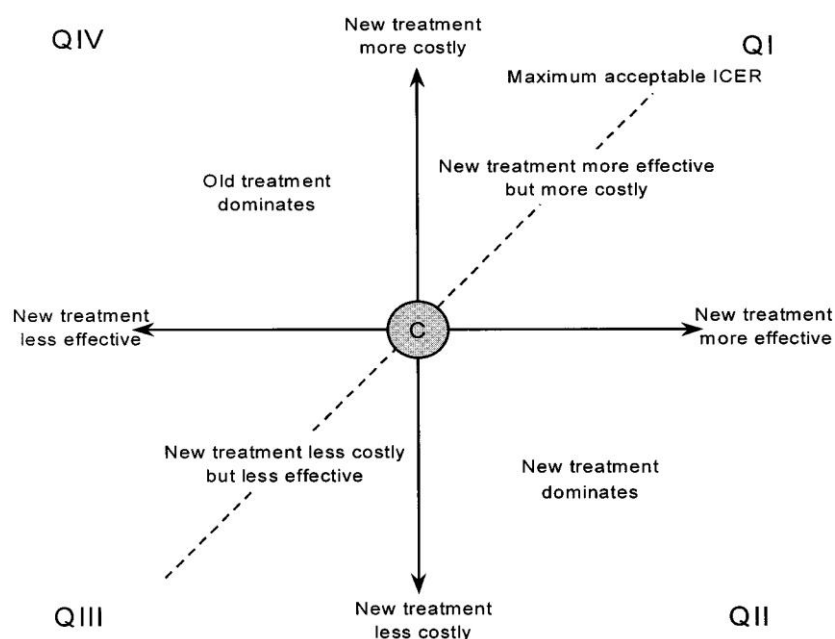 QIV
New treatment
more costly
QI
Maximum acceptable ICER
Old treatment
dominates
New treatment more effective
but more costly
New treatment
less effective
C
New treatment
more effective
New treatment less costly
but less effective
New treatment
dominates
QIII
New treatment
less costly
QII